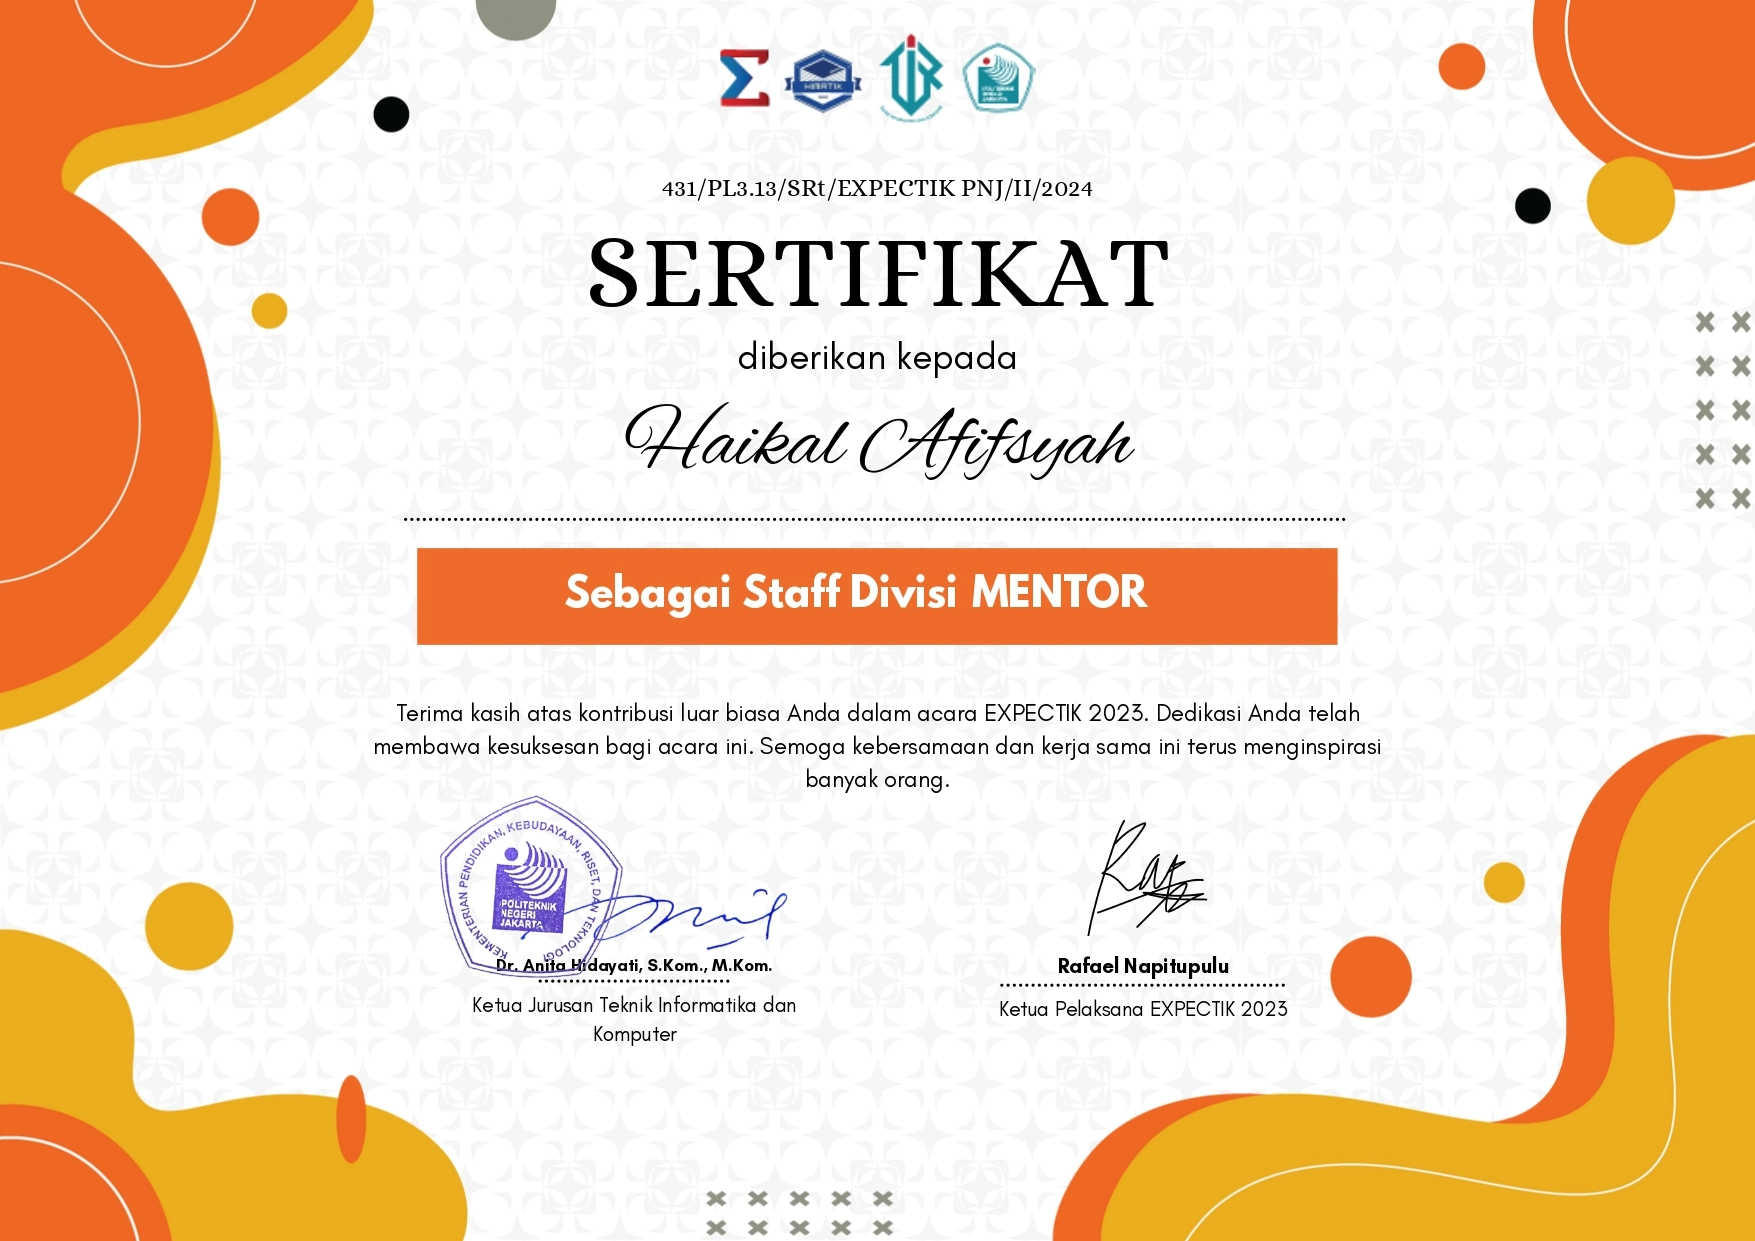 HIMATIK
POLITEKNIK
NEGERI
JAKARTA
431/PL3.13/SRt/EXPECTIK PNJ/II/2024
SERTIFIKAT
diberikan kepada
Haikal Afifsyah
Sebagai Staff Divisi MENTOR
Terima kasih atas kontribusi luar biasa Anda dalam acara EXPECTIK 2023. Dedikasi Anda telah
membawa kesuksesan bagi acara ini. Semoga kebersamaan dan kerja sama ini terus menginspirasi
banyak orang.
KEMENTERIAN PENDIDIKAN, KEBUDAYAAN, RISET, DAN TEKNOLOGI
POLITEKNIK
NEGERI
JAKARTA
Dr. Anita Hidayati, S.Kom., M.Kom.
Ketua Jurusan Teknik Informatika dan
Komputer
Rafael Napitupulu
Ketua Pelaksana EXPECTIK 2023